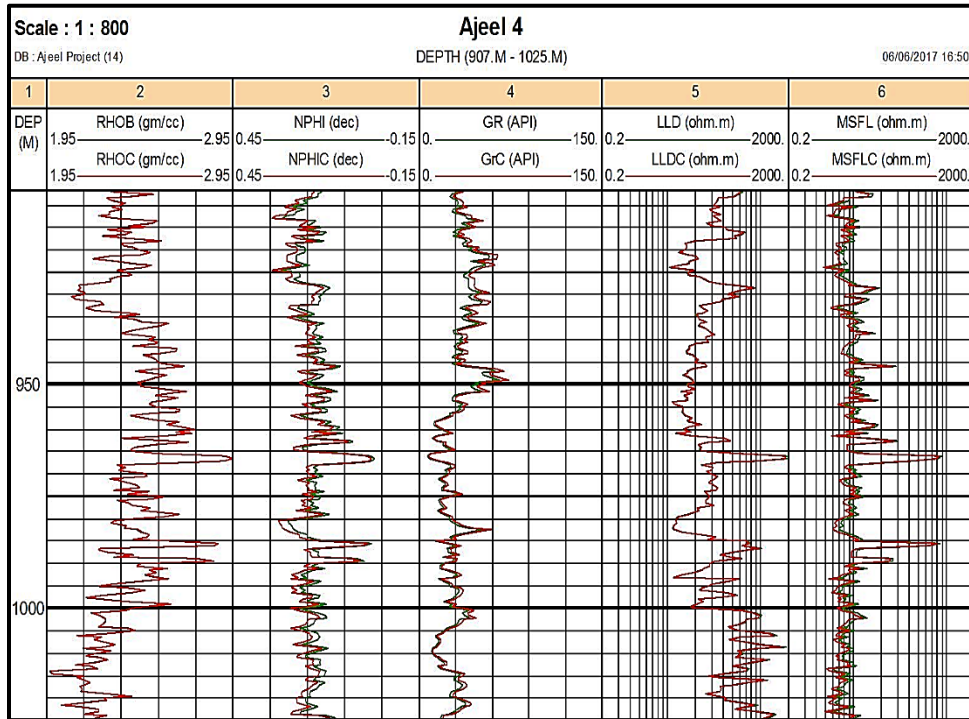 Scale : 1 : 800
Ajeel 4
DB : Ajeel Project (14)
DEPTH (907.M - 1025.M)
06/06/2017 16:50
1 2 3 4 5 6
DEP RHOB (gm/cc) NPHI (dec) GR (API) LLD (ohm.m) MSFL (ohm.m)
(M) 1.95 2.95 0.45 -0.15 0. 150. 0.2 2000. 0.2 2000.
RHOC (gm/cc) NPHIC (dec) GrC (API) LLDC (ohm.m) MSFLC (ohm.m)
1.95 2.95 0.45 -0.15 0. 150. 0.2 2000. 0.2 2000.
950
1000